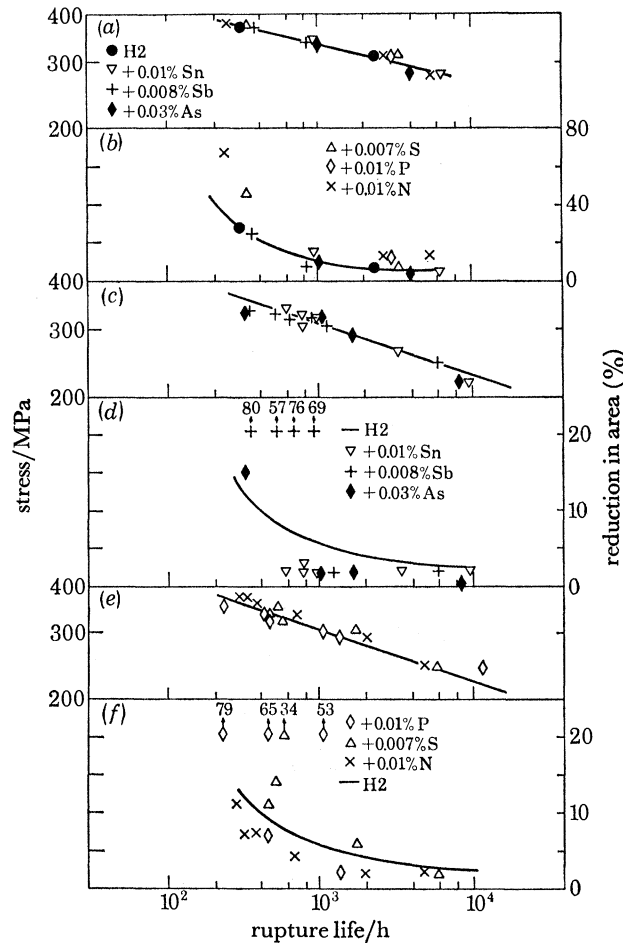 400
(a)
● H2
300
▽ +0.01% Sn
+ +0.008% Sb
♦ +0.03% As
200
80
(b)
△ +0.007% S
◇ +0.01% P
× +0.01% N
40
400
0
(c)
300
200
(d)
80 57 76 69
20
— H2
▽ +0.01% Sn
+ +0.008% Sb
♦ +0.03% As
10
400
0
(e)
300
200
(f)
79 65 34 53
◇ +0.01% P
△ +0.007% S
20
× +0.01% N
— H2
10
0
10² 10³ 10⁴
rupture life/h
stress/MPa
reduction in area (%)